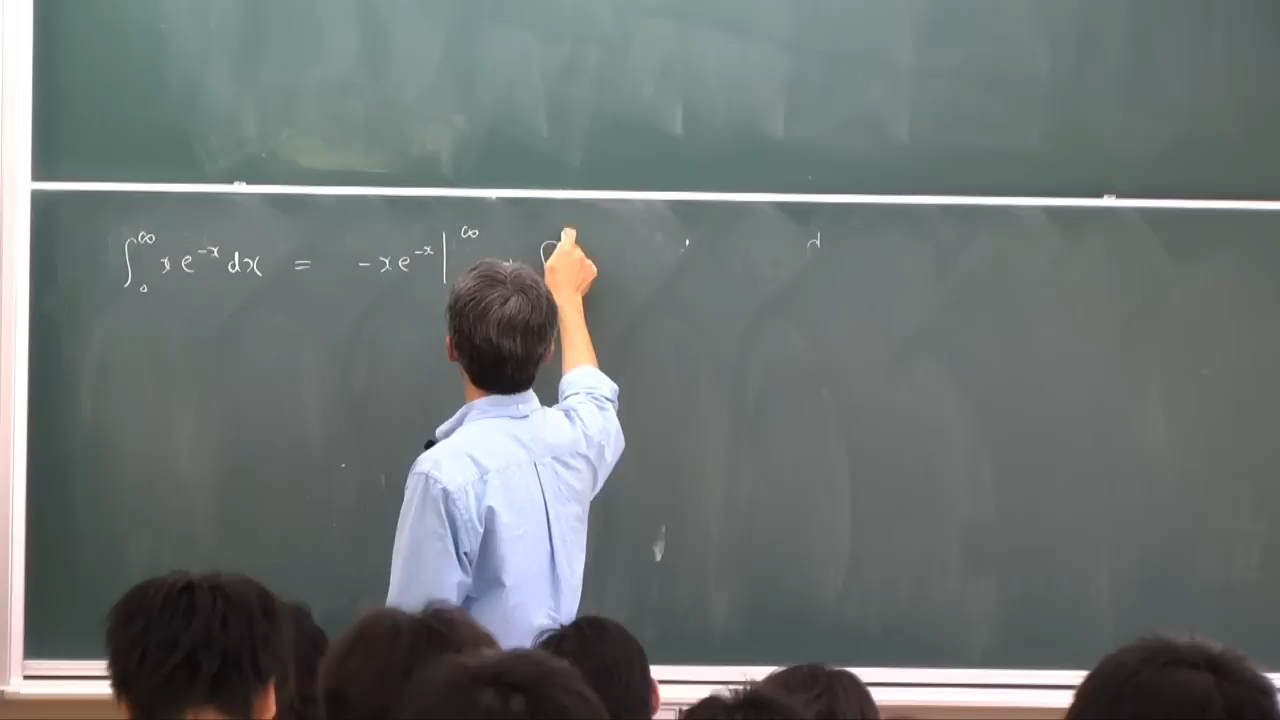 ∫₀^∞ x e^{-x} dx = -x e^{-x} |^∞ +